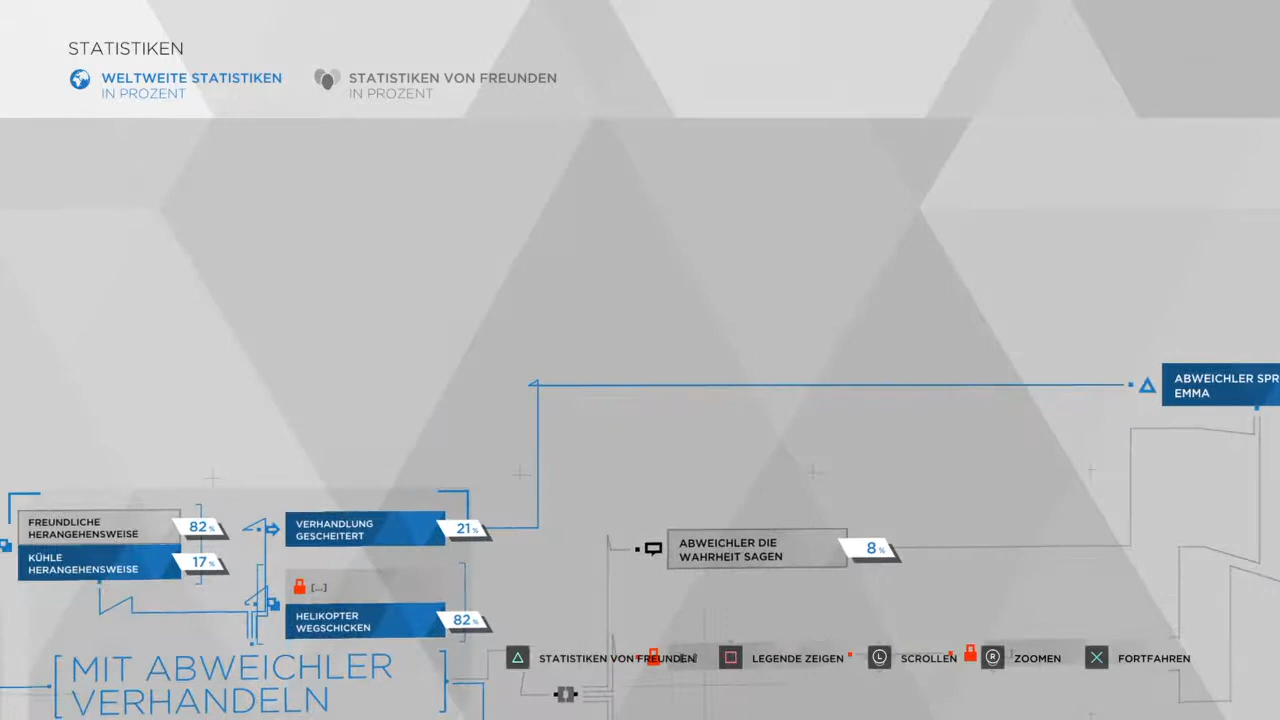 STATISTIKEN
WELTWEITE STATISTIKEN
IN PROZENT
STATISTIKEN VON FREUNDEN
IN PROZENT
ABWEICHLER SPR
EMMA
FREUNDLICHE
HERANGEHENSWEISE
82%
KÜHLE
HERANGEHENSWEISE
17%
VERHANDLUNG
GESCHEITERT
21%
[...]
HELIKOPTER
WEGSCHICKEN
82%
ABWEICHLER DIE
WAHRHEIT SAGEN
8%
MIT ABWEICHLER
VERHANDELN
STATISTIKEN VON FREUNDEN
LEGENDE ZEIGEN
L
SCROLLEN
R
ZOOMEN
FORTFAHREN